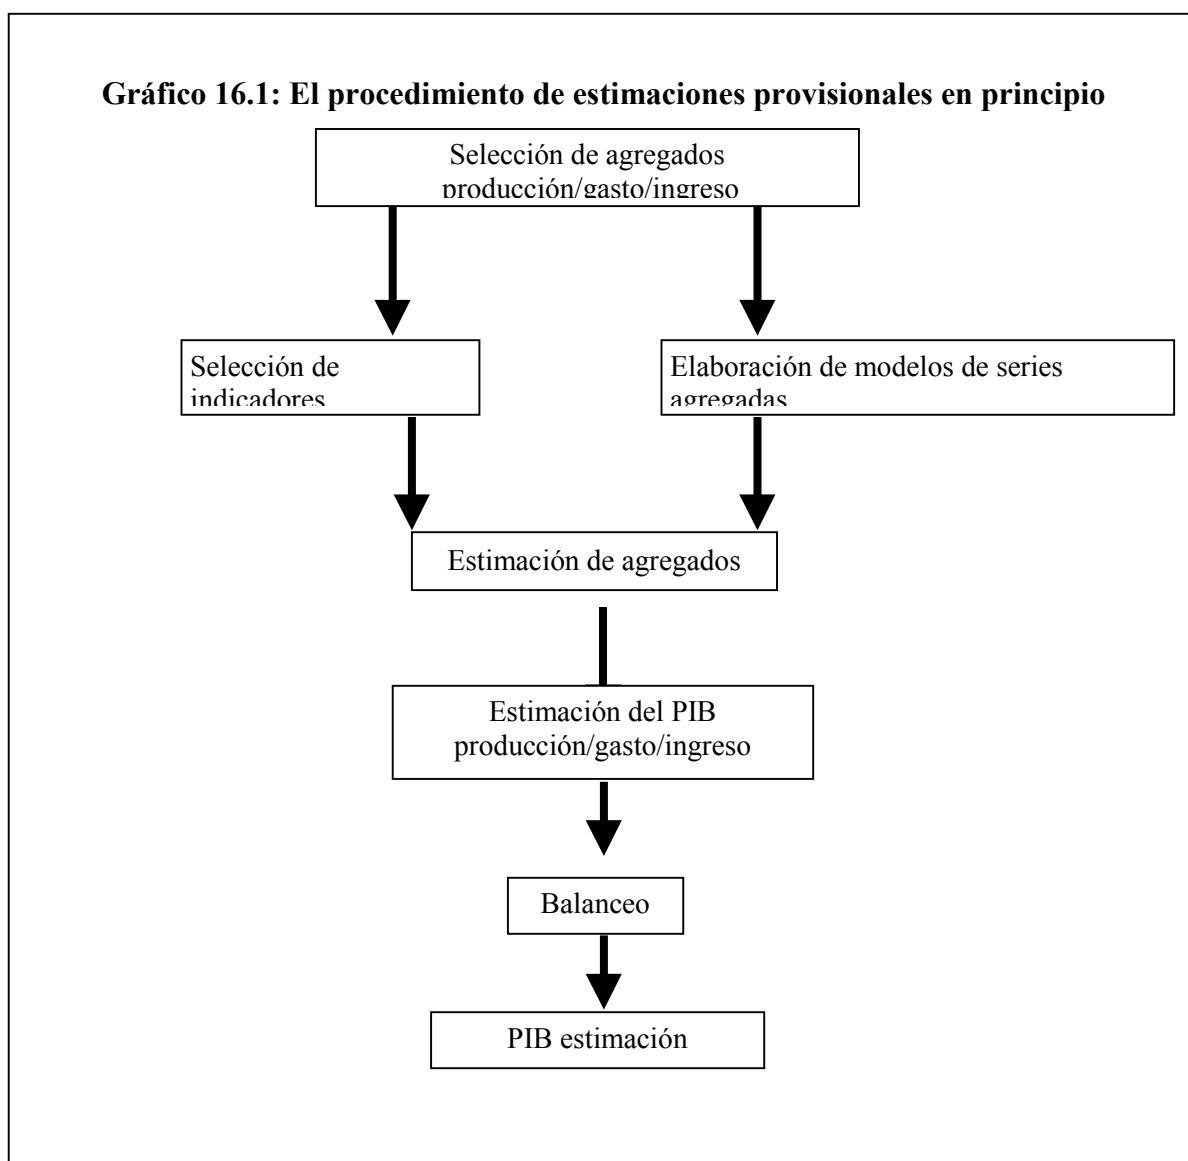 Gráfico 16.1: El procedimiento de estimaciones provisionales en principio
Selección de agregados
producción/gasto/ingreso
Selección de
indicadores
Elaboración de modelos de series
agregadas
Estimación de agregados
Estimación del PIB
producción/gasto/ingreso
Balanceo
PIB estimación